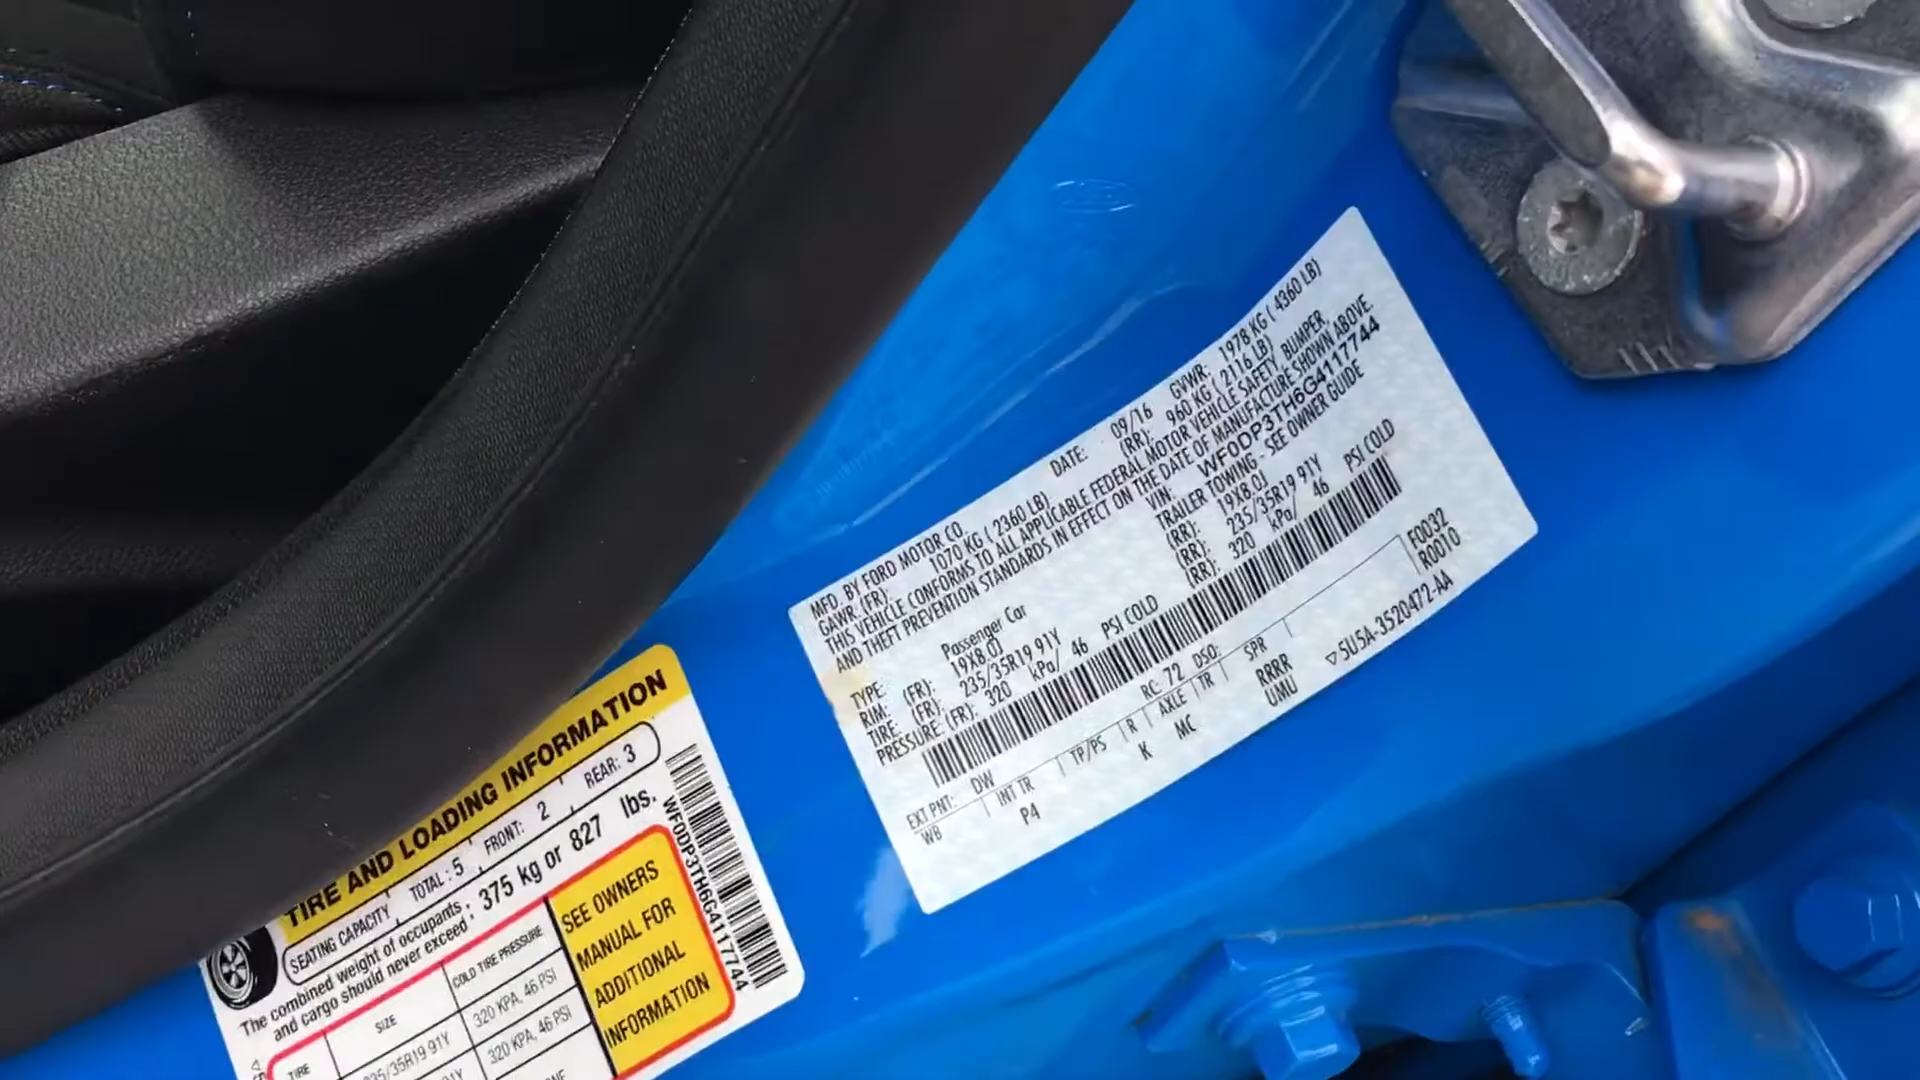 MFD. BY FORD MOTOR CO. DATE: 09/16 GVWR: 1978 KG ( 4360 LB)
GAWR: (FR): 1070 KG ( 2360 LB) (RR): 960 KG ( 2116 LB)
THIS VEHICLE CONFORMS TO ALL APPLICABLE FEDERAL MOTOR VEHICLE SAFETY, BUMPER,
AND THEFT PREVENTION STANDARDS IN EFFECT ON THE DATE OF MANUFACTURE SHOWN ABOVE.
VIN: WF0DP3TH6G4117744
TYPE: Passenger Car TRAILER TOWING - SEE OWNER GUIDE
RIM: (FR): 19X8.0J (RR): 19X8.0J
TIRE: (FR): 235/35R19 91Y (RR): 235/35R19 91Y
PRESSURE: (FR): 320 kPa/ 46 PSI COLD (RR): 320 kPa/ 46 PSI COLD
EXT PNT: DW RC: 72 DSO: F0032
WB INT TR TP/PS R AXLE TR SPR R0010
P4 K MC RRRR
UMU
▽5U5A-3520472-AA
TIRE AND LOADING INFORMATION
SEATING CAPACITY TOTAL: 5 FRONT: 2 REAR: 3
The combined weight of occupants
and cargo should never exceed : 375 kg or 827 lbs.
TIRE SIZE COLD TIRE PRESSURE
235/35R19 91Y 320 KPA, 46 PSI
320 KPA, 46 PSI
SEE OWNERS
MANUAL FOR
ADDITIONAL
INFORMATION
WF0DP3TH6G4117744